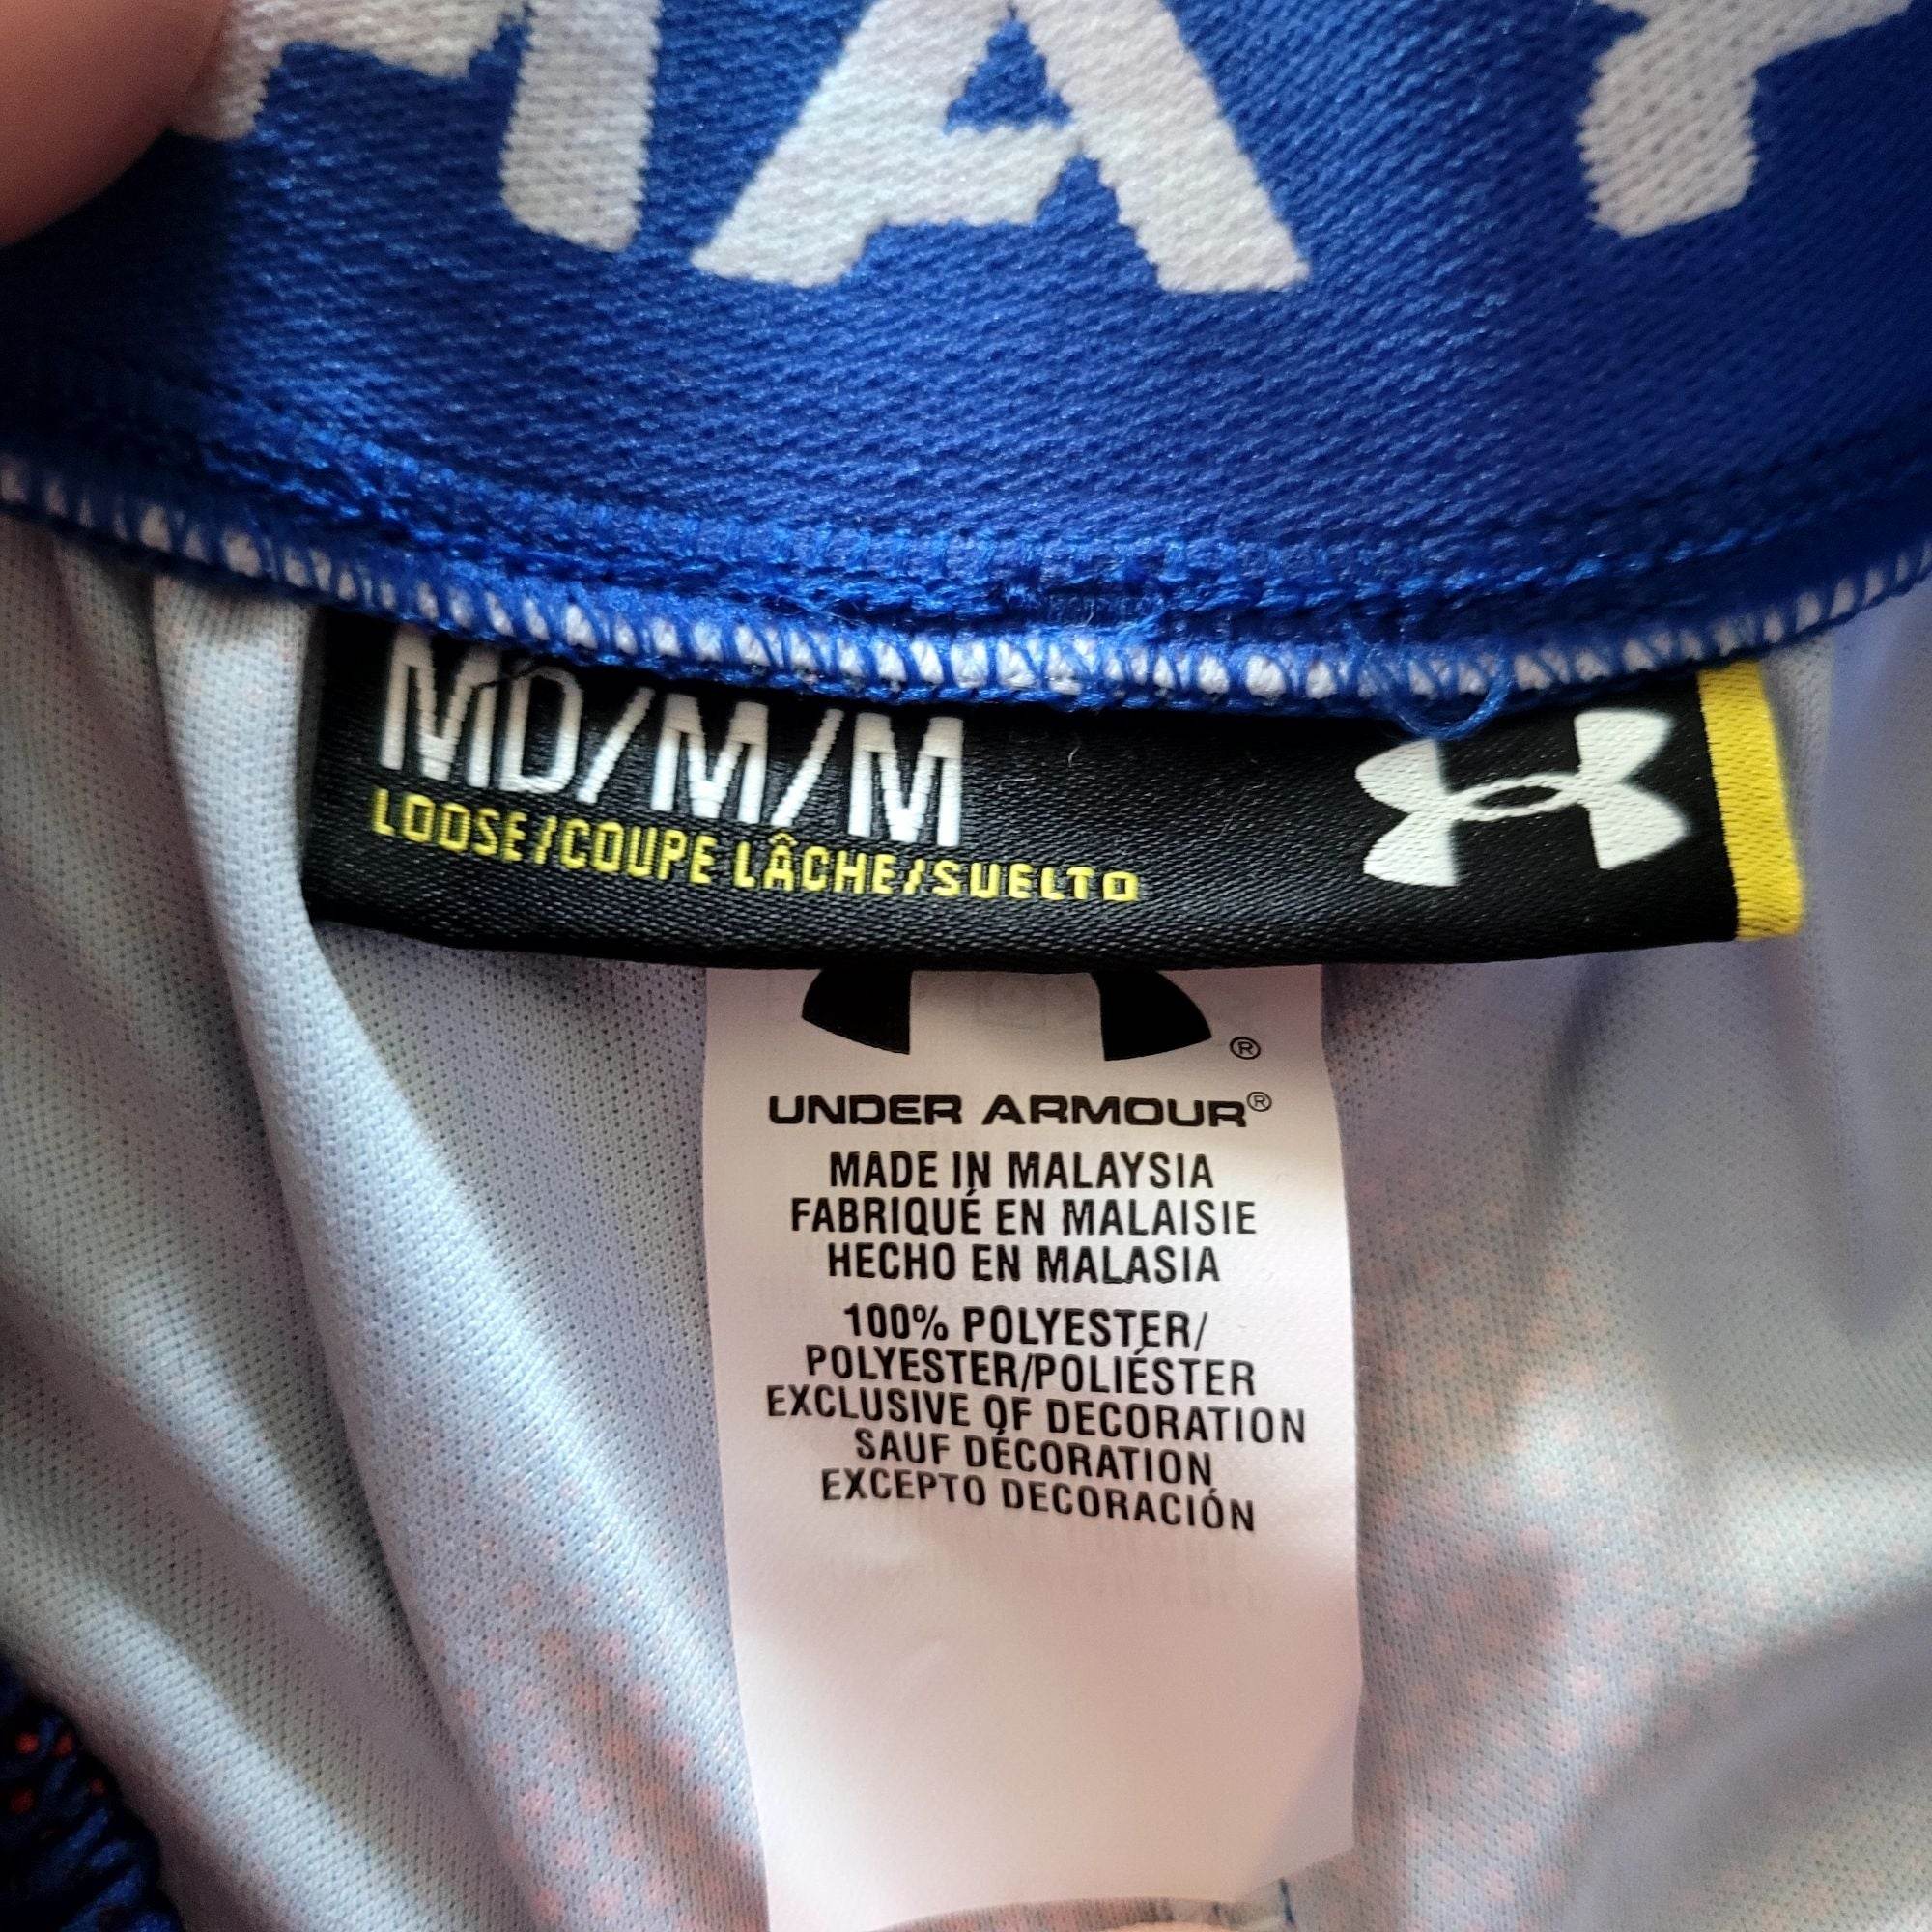 MD/M/M
LOOSE/COUPE LÂCHE/SUELTO
®
UNDER ARMOUR®
MADE IN MALAYSIA
FABRIQUÉ EN MALAISIE
HECHO EN MALASIA
100% POLYESTER/
POLYESTER/POLIÉSTER
EXCLUSIVE OF DECORATION
SAUF DÉCORATION
EXCEPTO DECORACIÓN